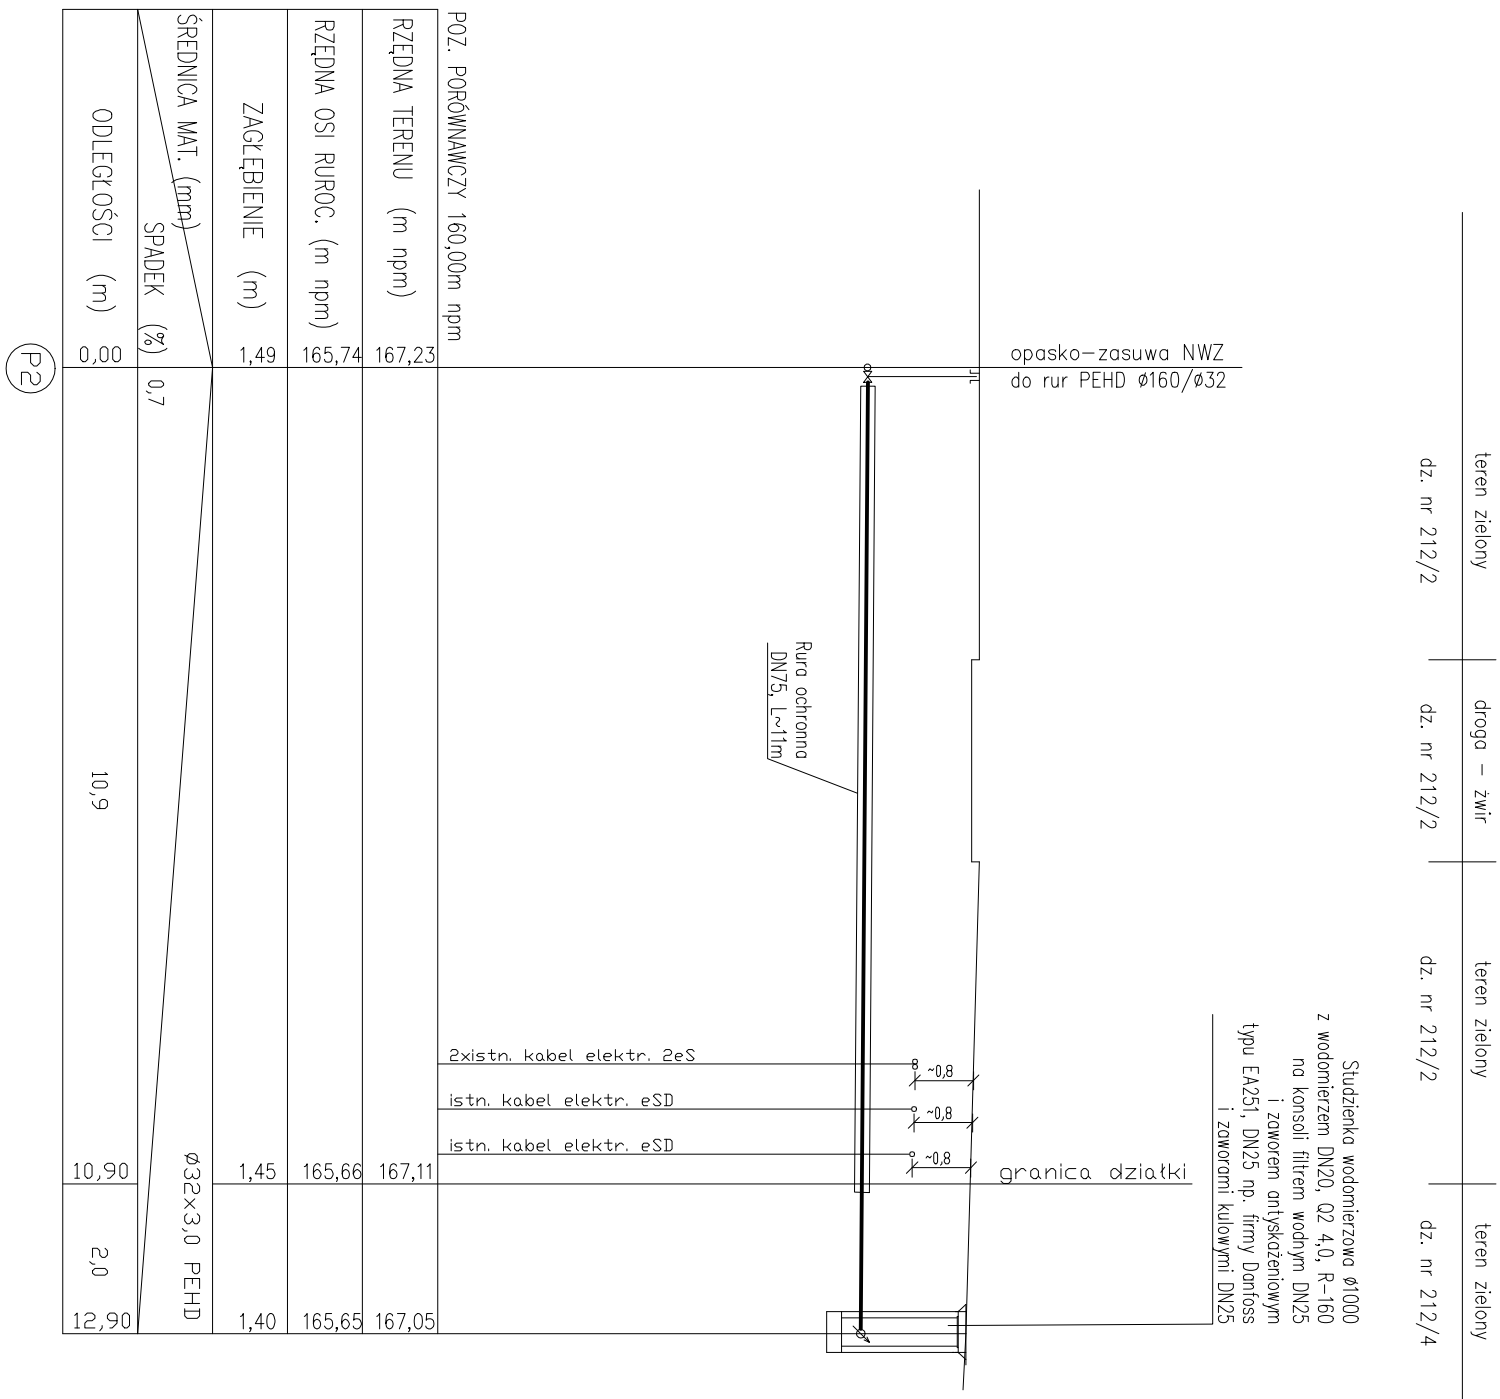 teren zielony
droga – żwir
teren zielony
teren zielony
dz. nr 212/2
dz. nr 212/2
dz. nr 212/2
dz. nr 212/4
Studzienka wodomierzowa ø1000
z wodomierzem DN20, Q2 4,0, R–160
na konsoli filtrem wodnym DN25
i zaworem antyskażeniowym
typu EA251, DN25 np. firmy Danfoss
i zaworami kulowymi DN25
opasko–zasuwa NWZ
do rur PEHD ø160/ø32
granica działki
~0,8
~0,8
~0,8
Rura ochronna
DN75, L~11m
2xistn. kabel elektr. 2eS
istn. kabel elektr. eSD
istn. kabel elektr. eSD
POZ. PORÓWNAWCZY 160,00m npm
RZĘDNA TERENU (m npm) 167,23 167,11 167,05
RZĘDNA OSI RUROC. (m npm) 165,74 165,66 165,65
ZAGŁĘBIENIE (m) 1,49 1,45 1,40
ŚREDNICA MAT. (mm) ø32x3,0 PEHD
SPADEK (%) 0,7
ODLEGŁOŚCI (m) 0,00 10,9 10,90 2,0 12,90
P2